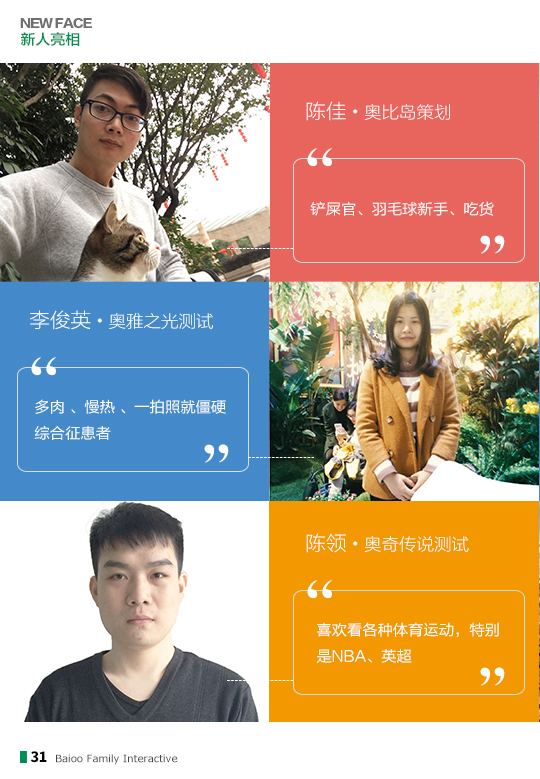 NEW FACE
新人亮相
陈佳・奥比岛策划
“
铲屎官、羽毛球新手、吃货
”
李俊英・奥雅之光测试
“
多肉 、慢热 、一拍照就僵硬
综合征患者
”
陈领・奥奇传说测试
“
喜欢看各种体育运动，特别
是NBA、英超
”
31 Baioo Family Interactive